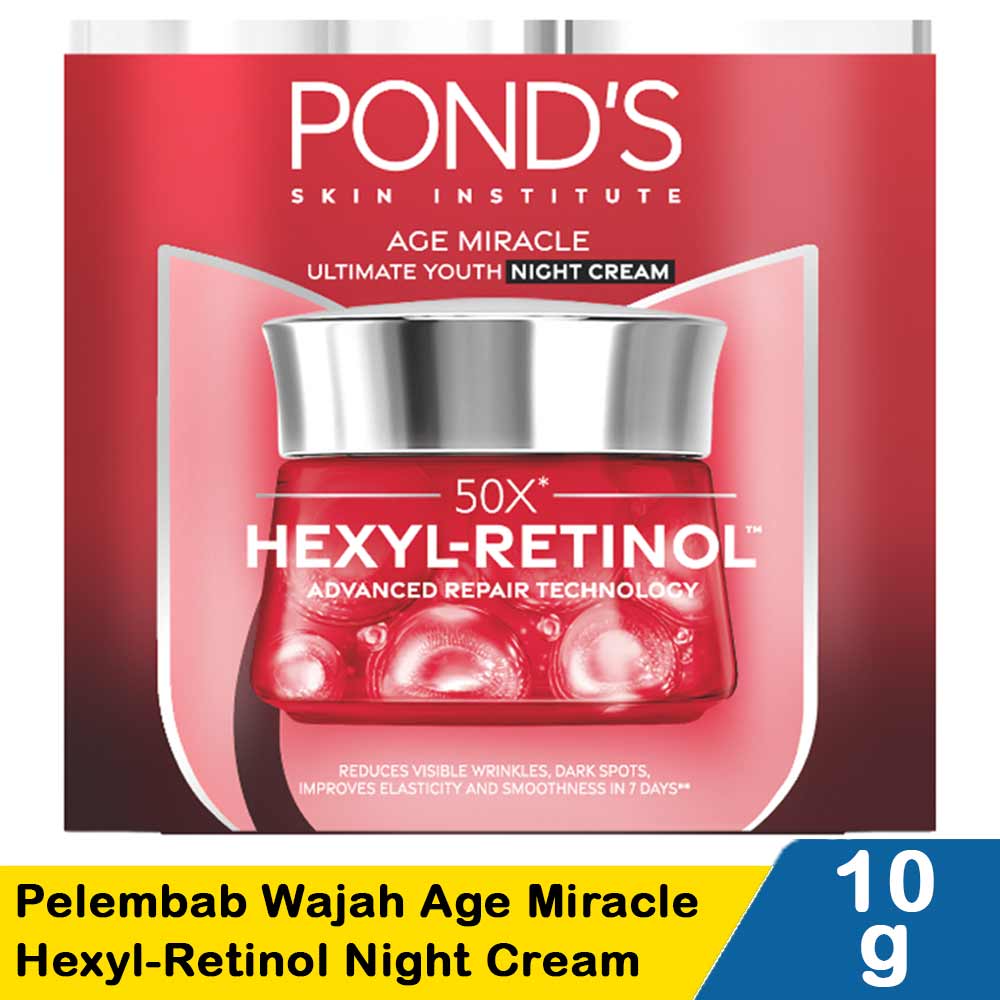 POND'S
SKIN INSTITUTE
AGE MIRACLE
ULTIMATE YOUTH NIGHT CREAM
50X*
HEXYL-RETINOL™
ADVANCED REPAIR TECHNOLOGY
REDUCES VISIBLE WRINKLES, DARK SPOTS,
IMPROVES ELASTICITY AND SMOOTHNESS IN 7 DAYS**
Pelembab Wajah Age Miracle
Hexyl-Retinol Night Cream
10
g